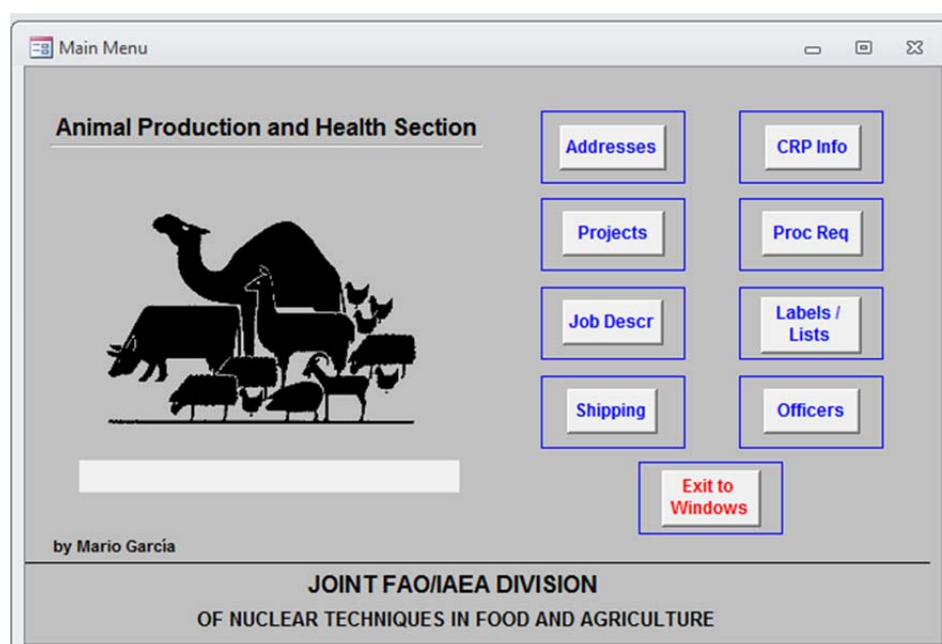 Main Menu
Animal Production and Health Section
Addresses
CRP Info
Projects
Proc Req
Job Descr
Labels /
Lists
Shipping
Officers
Exit to
Windows
by Mario García
JOINT FAO/IAEA DIVISION
OF NUCLEAR TECHNIQUES IN FOOD AND AGRICULTURE